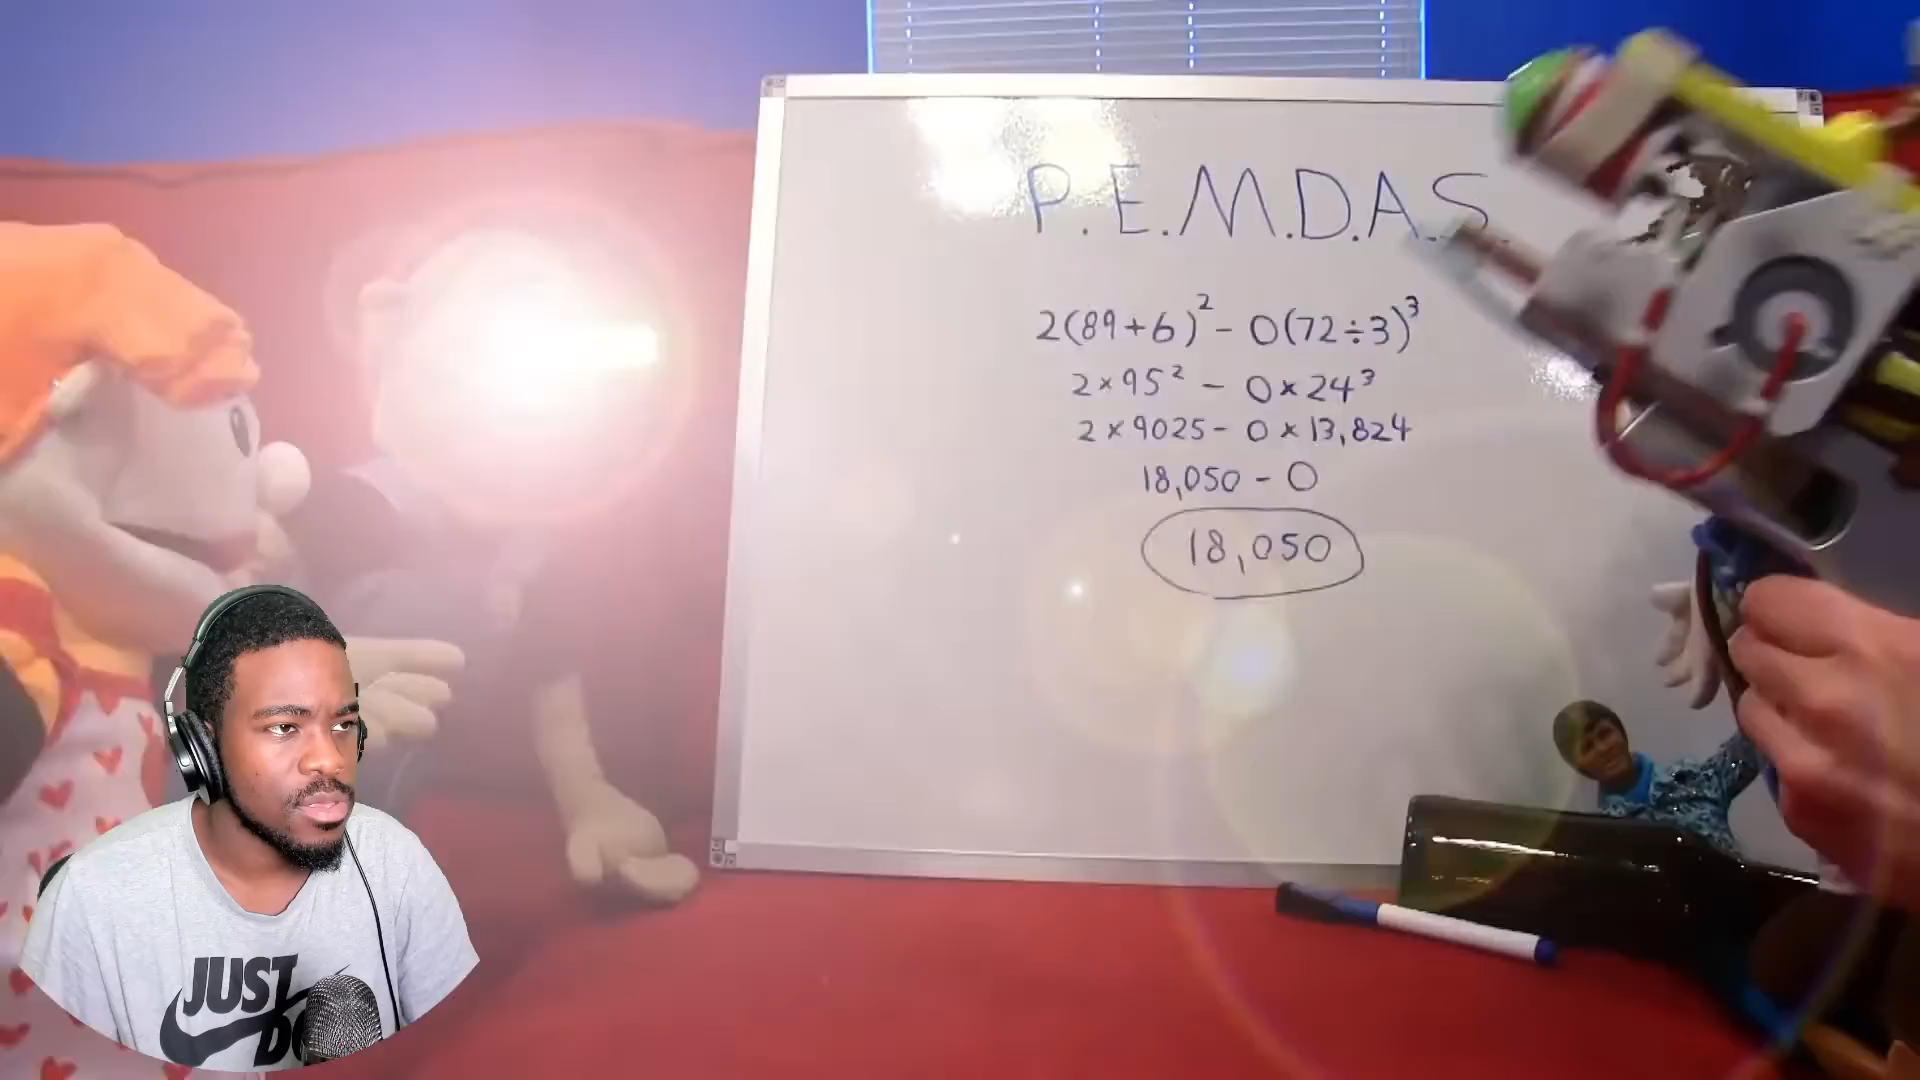 P.E.M.D.A.S.
2(89+6)² - 0(72÷3)³
2×95² - 0×24³
2×9025 - 0×13,824
18,050 - 0
18,050
JUST
DO